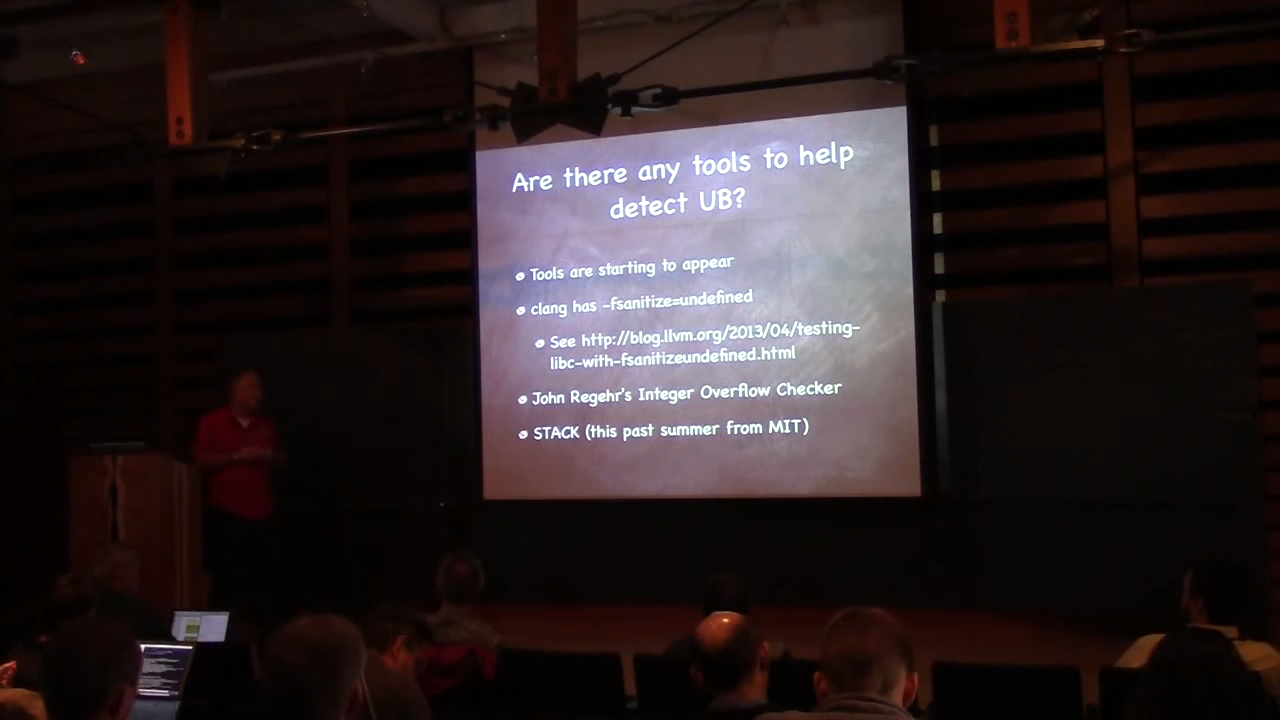 Are there any tools to help
detect UB?
Tools are starting to appear
clang has -fsanitize=undefined
See http://blog.llvm.org/2013/04/testing-
libc-with-fsanitizeundefined.html
John Regehr's Integer Overflow Checker
STACK (this past summer from MIT)